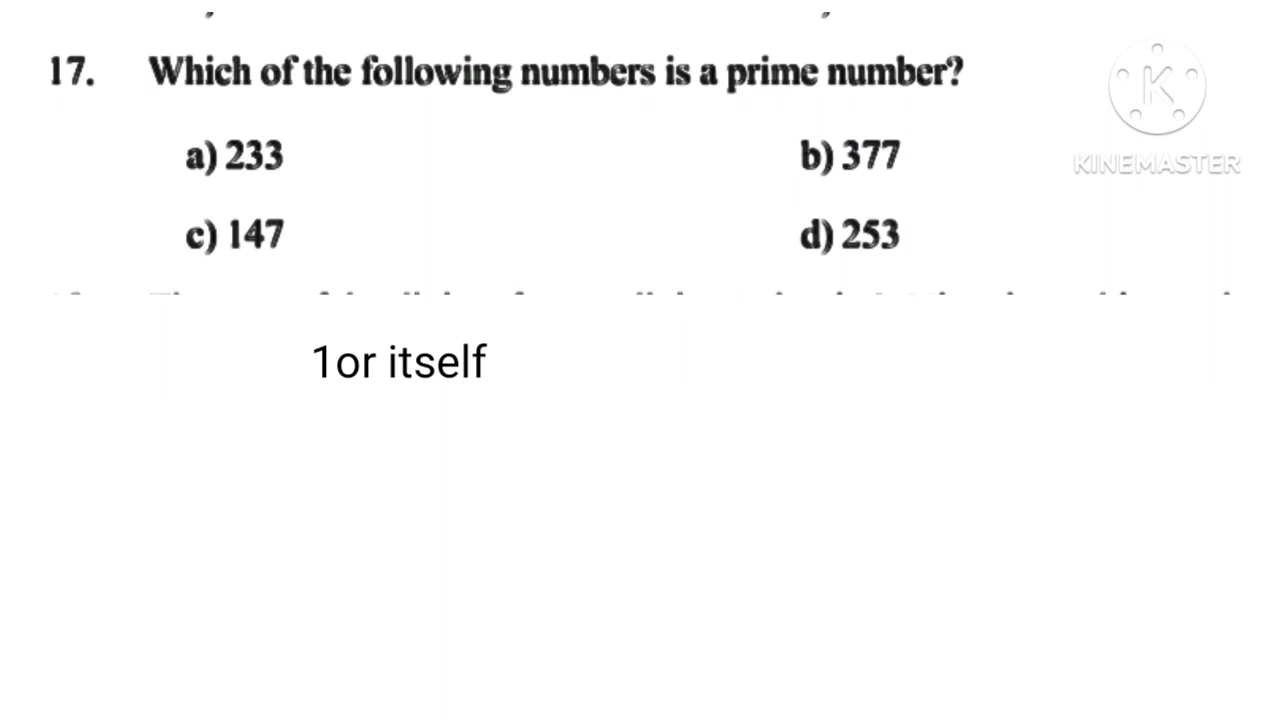 17. Which of the following numbers is a prime number?
a) 233 b) 377
c) 147 d) 253
1or itself
K
KINEMASTER